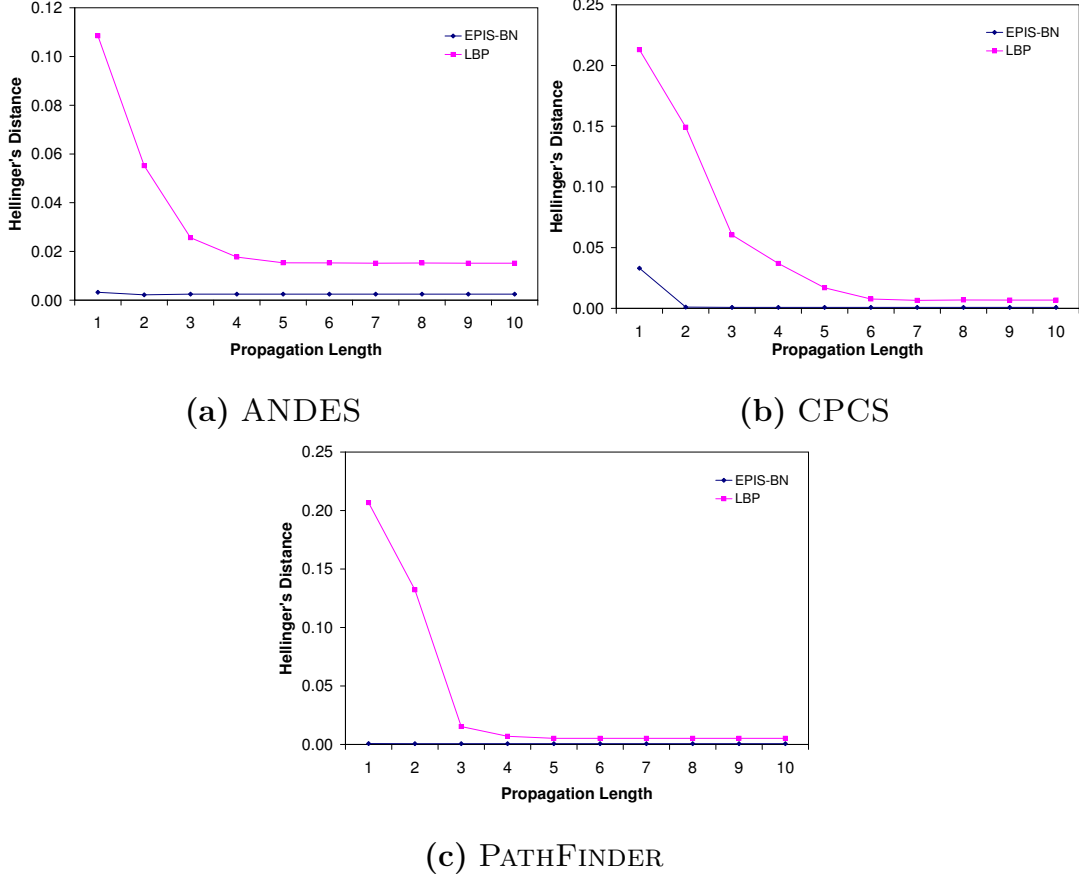 0.12
0.10
0.08
0.06
0.04
0.02
0.00
Hellinger's Distance
EPIS-BN
LBP
1 2 3 4 5 6 7 8 9 10
Propagation Length
(a) ANDES
0.25
0.20
0.15
0.10
0.05
0.00
Hellinger's Distance
EPIS-BN
LBP
1 2 3 4 5 6 7 8 9 10
Propagation Length
(b) CPCS
0.25
0.20
0.15
0.10
0.05
0.00
Hellinger's Distance
EPIS-BN
LBP
1 2 3 4 5 6 7 8 9 10
Propagation Length
(c) PATHFINDER